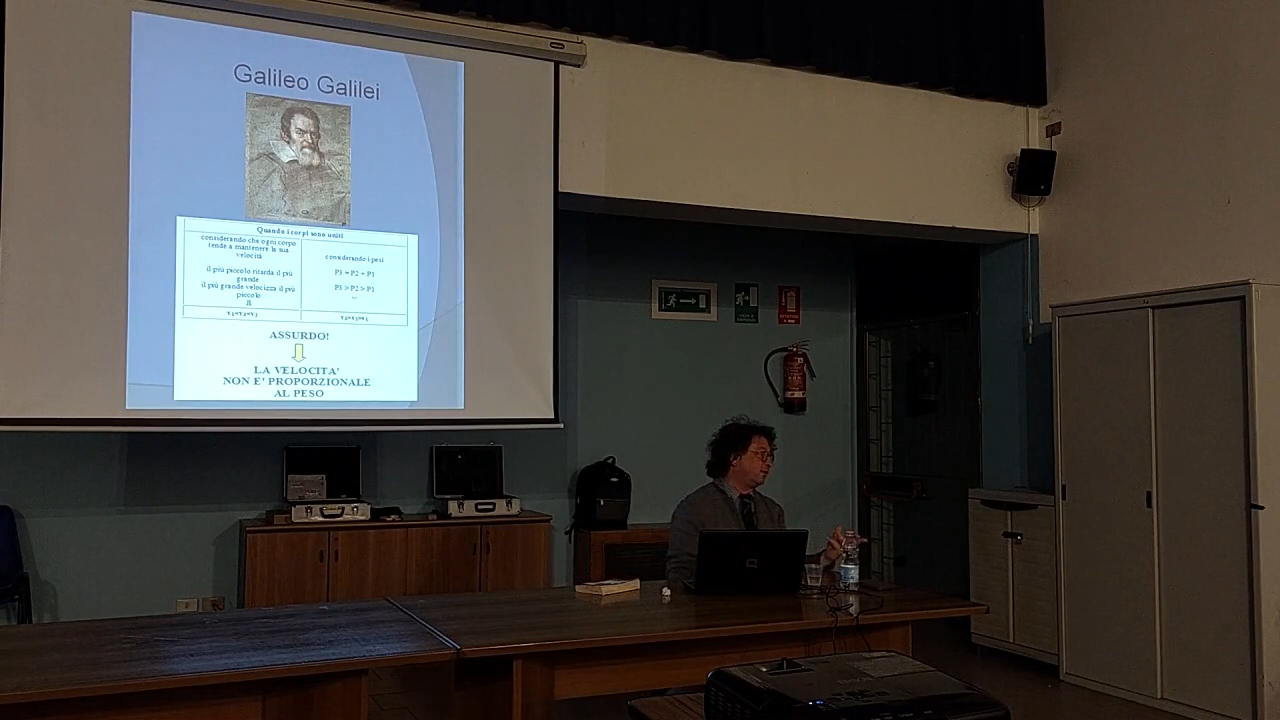 Galileo Galilei
Quando i corpi sono uniti
considerando che ogni corpo
tende a mantenere la sua
velocità
considerando i pesi
il più piccolo ritarda il più
grande
il più grande velocizza il più
piccolo
P3 = P2 + P1
P3 > P2 > P1
ASSURDO!
LA VELOCITA'
NON E' PROPORZIONALE
AL PESO